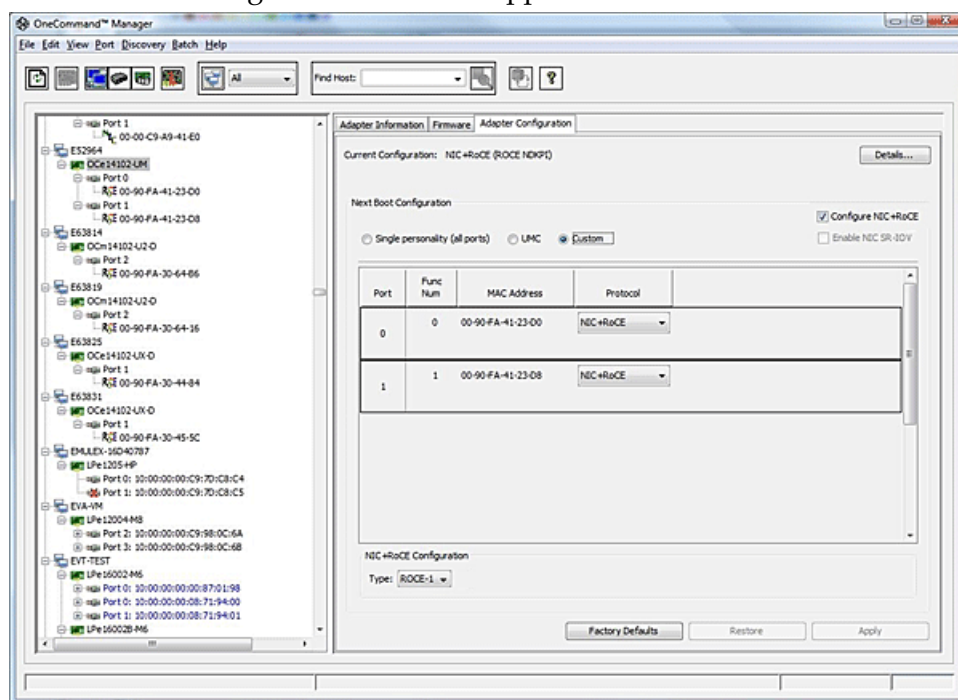 OneCommand™ Manager
File Edit View Port Discovery Batch Help
All
Find Host:
Port 1
00-00-C9-A9-41-E0
E52964
OCe14102-UM
Port 0
00-90-FA-41-23-D0
Port 1
00-90-FA-41-23-D8
E63814
OCm14102-U2-D
Port 2
00-90-FA-30-64-B6
E63819
OCm14102-U2-D
Port 2
00-90-FA-30-64-16
E63825
OCe14102-UX-D
Port 1
00-90-FA-30-44-84
E63831
OCe14102-UX-D
Port 1
00-90-FA-30-45-5C
EMULEX-16D40787
LPe1205-HP
Port 0: 10:00:00:00:C9:7D:C8:C4
Port 1: 10:00:00:00:C9:7D:C8:C5
EVA-VM
LPe12004-M8
Port 2: 10:00:00:00:C9:98:0C:6A
Port 3: 10:00:00:00:C9:98:0C:6B
EVT-TEST
LPe16002-M6
Port 0: 10:00:00:00:00:87:01:98
Port 0: 10:00:00:00:08:71:94:00
Port 1: 10:00:00:00:08:71:94:01
LPe16002B-M6
Adapter Information Firmware Adapter Configuration
Current Configuration: NIC+RoCE (ROCE NDKPI)
Details...
Next Boot Configuration
Configure NIC+RoCE
Single personality (all ports) UMC Custom
Enable NIC SR-IOV
Port Func Num MAC Address Protocol
0 0 00-90-FA-41-23-D0 NIC+RoCE
1 1 00-90-FA-41-23-D8 NIC+RoCE
NIC+RoCE Configuration
Type: ROCE-1
Factory Defaults Restore Apply